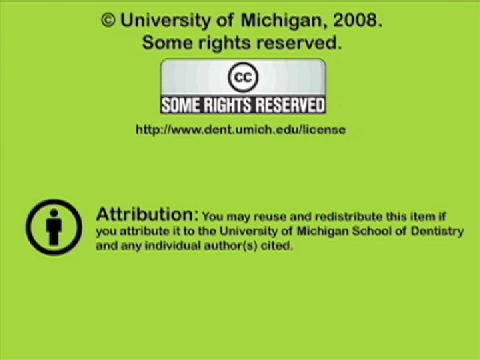 © University of Michigan, 2008.
Some rights reserved.
cc
SOME RIGHTS RESERVED
http://www.dent.umich.edu/license
Attribution: You may reuse and redistribute this item if
you attribute it to the University of Michigan School of Dentistry
and any individual author(s) cited.